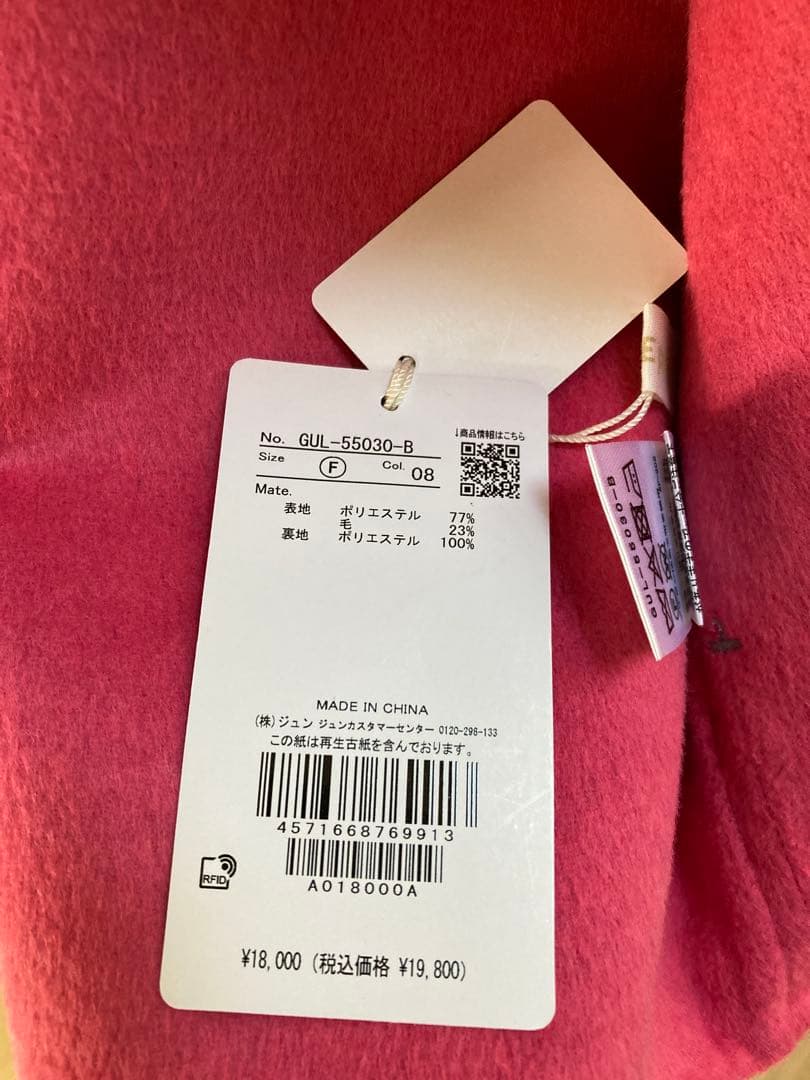 No. GUL-55030-B
↓商品情報はこちら
Size F Col. 08
Mate.
表地 ポリエステル 77%
毛 23%
裏地 ポリエステル 100%
MADE IN CHINA
(株)ジュン ジュンカスタマーセンター 0120-298-133
この紙は再生古紙を含んでおります。
4571668769913
RFID
A018000A
¥18,000 (税込価格 ¥19,800)